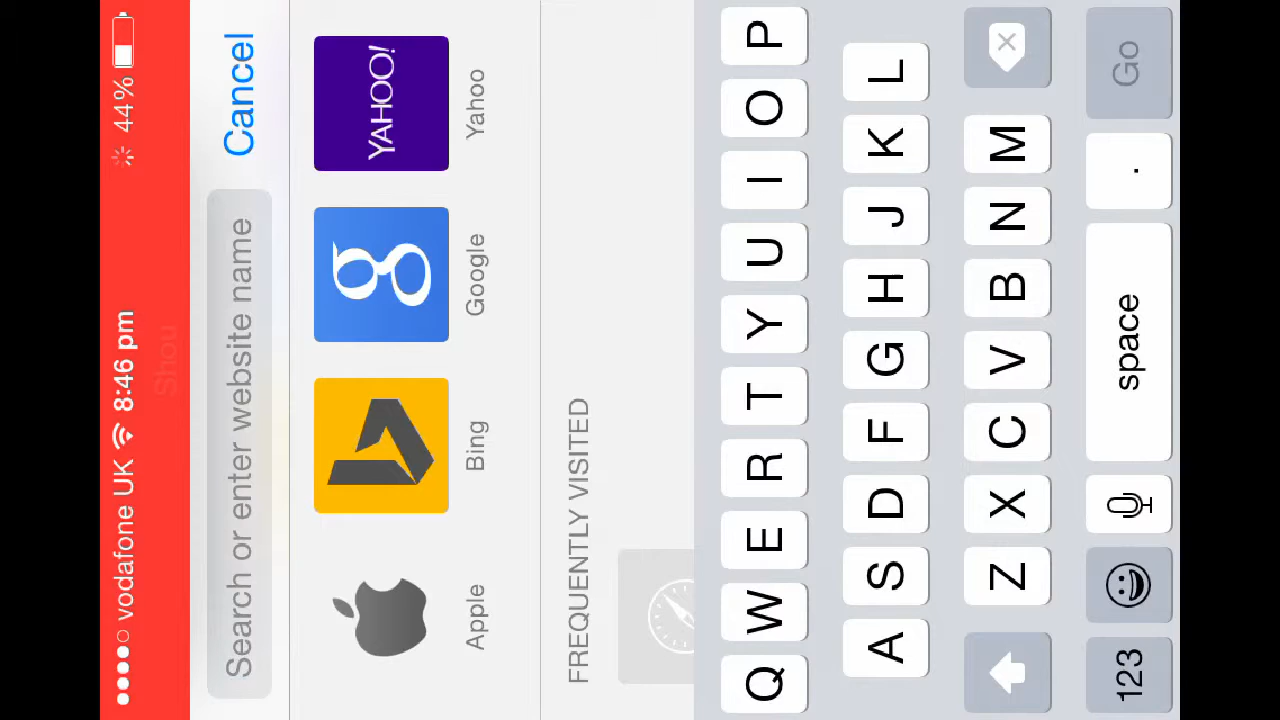 vodafone UK 8:46 pm 44%
Shou
Search or enter website name Cancel
YAHOO!
Apple Bing Google Yahoo
FREQUENTLY VISITED
Q W E R T Y U I O P
A S D F G H J K L
Z X C V B N M
123 space . Go